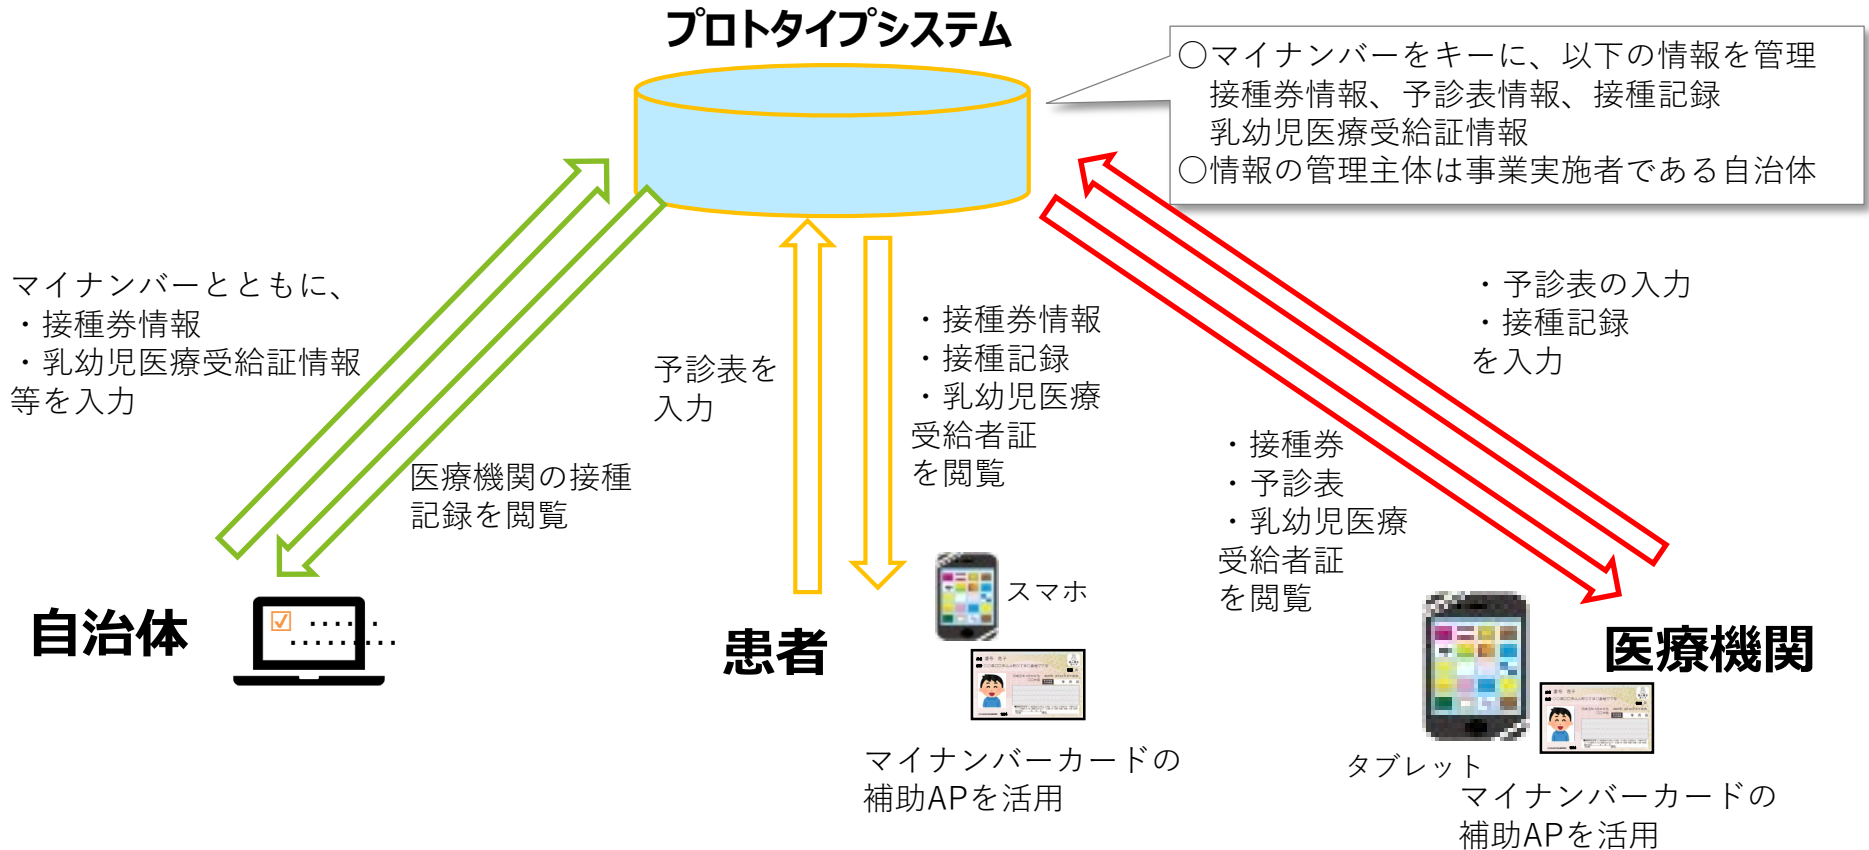 プロトタイプシステム
○マイナンバーをキーに、以下の情報を管理
接種券情報、予診表情報、接種記録
乳幼児医療受給証情報
○情報の管理主体は事業実施者である自治体
マイナンバーとともに、
・接種券情報
・乳幼児医療受給証情報
等を入力
医療機関の接種
記録を閲覧
予診表を
入力
・接種券情報
・接種記録
・乳幼児医療
受給者証
を閲覧
・予診表の入力
・接種記録
を入力
・接種券
・予診表
・乳幼児医療
受給者証
を閲覧
自治体
患者
スマホ
マイナンバーカードの
補助APを活用
医療機関
タブレット
マイナンバーカードの
補助APを活用